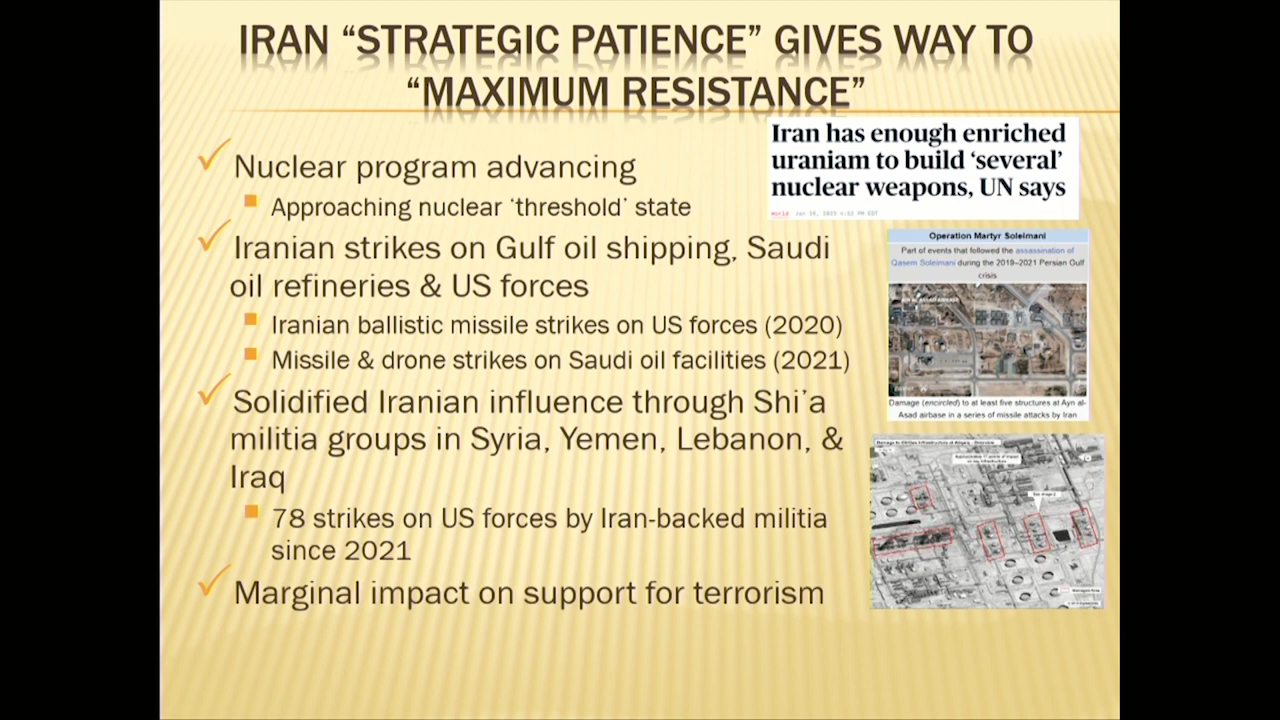 IRAN “STRATEGIC PATIENCE” GIVES WAY TO
“MAXIMUM RESISTANCE”
Nuclear program advancing
Approaching nuclear ‘threshold’ state
Iranian strikes on Gulf oil shipping, Saudi
oil refineries & US forces
Iranian ballistic missile strikes on US forces (2020)
Missile & drone strikes on Saudi oil facilities (2021)
Solidified Iranian influence through Shi’a
militia groups in Syria, Yemen, Lebanon, &
Iraq
78 strikes on US forces by Iran-backed militia
since 2021
Marginal impact on support for terrorism
Iran has enough enriched
uraniam to build ‘several’
nuclear weapons, UN says
World
Operation Martyr Soleimani
Part of events that followed the assassination of
Qasem Soleimani during the 2019–2021 Persian Gulf
crisis
Damage (encircled) to at least five structures at Ayn al-
Asad airbase in a series of missile attacks by Iran